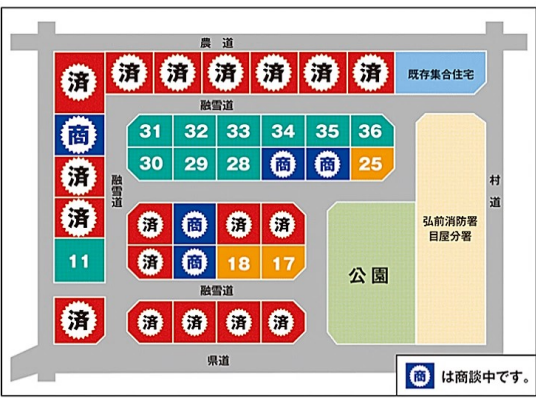 農道
済 済 済 済 済 済 済 既存集合住宅
融雪道
商
31 32 33 34 35 36
30 29 28 商 商 25
済
融雪道
村道
済
済 商 済 済
弘前消防署
目屋分署
11
済 商 18 17
公園
融雪道
済
済 済 済 済
県道
商 は商談中です。